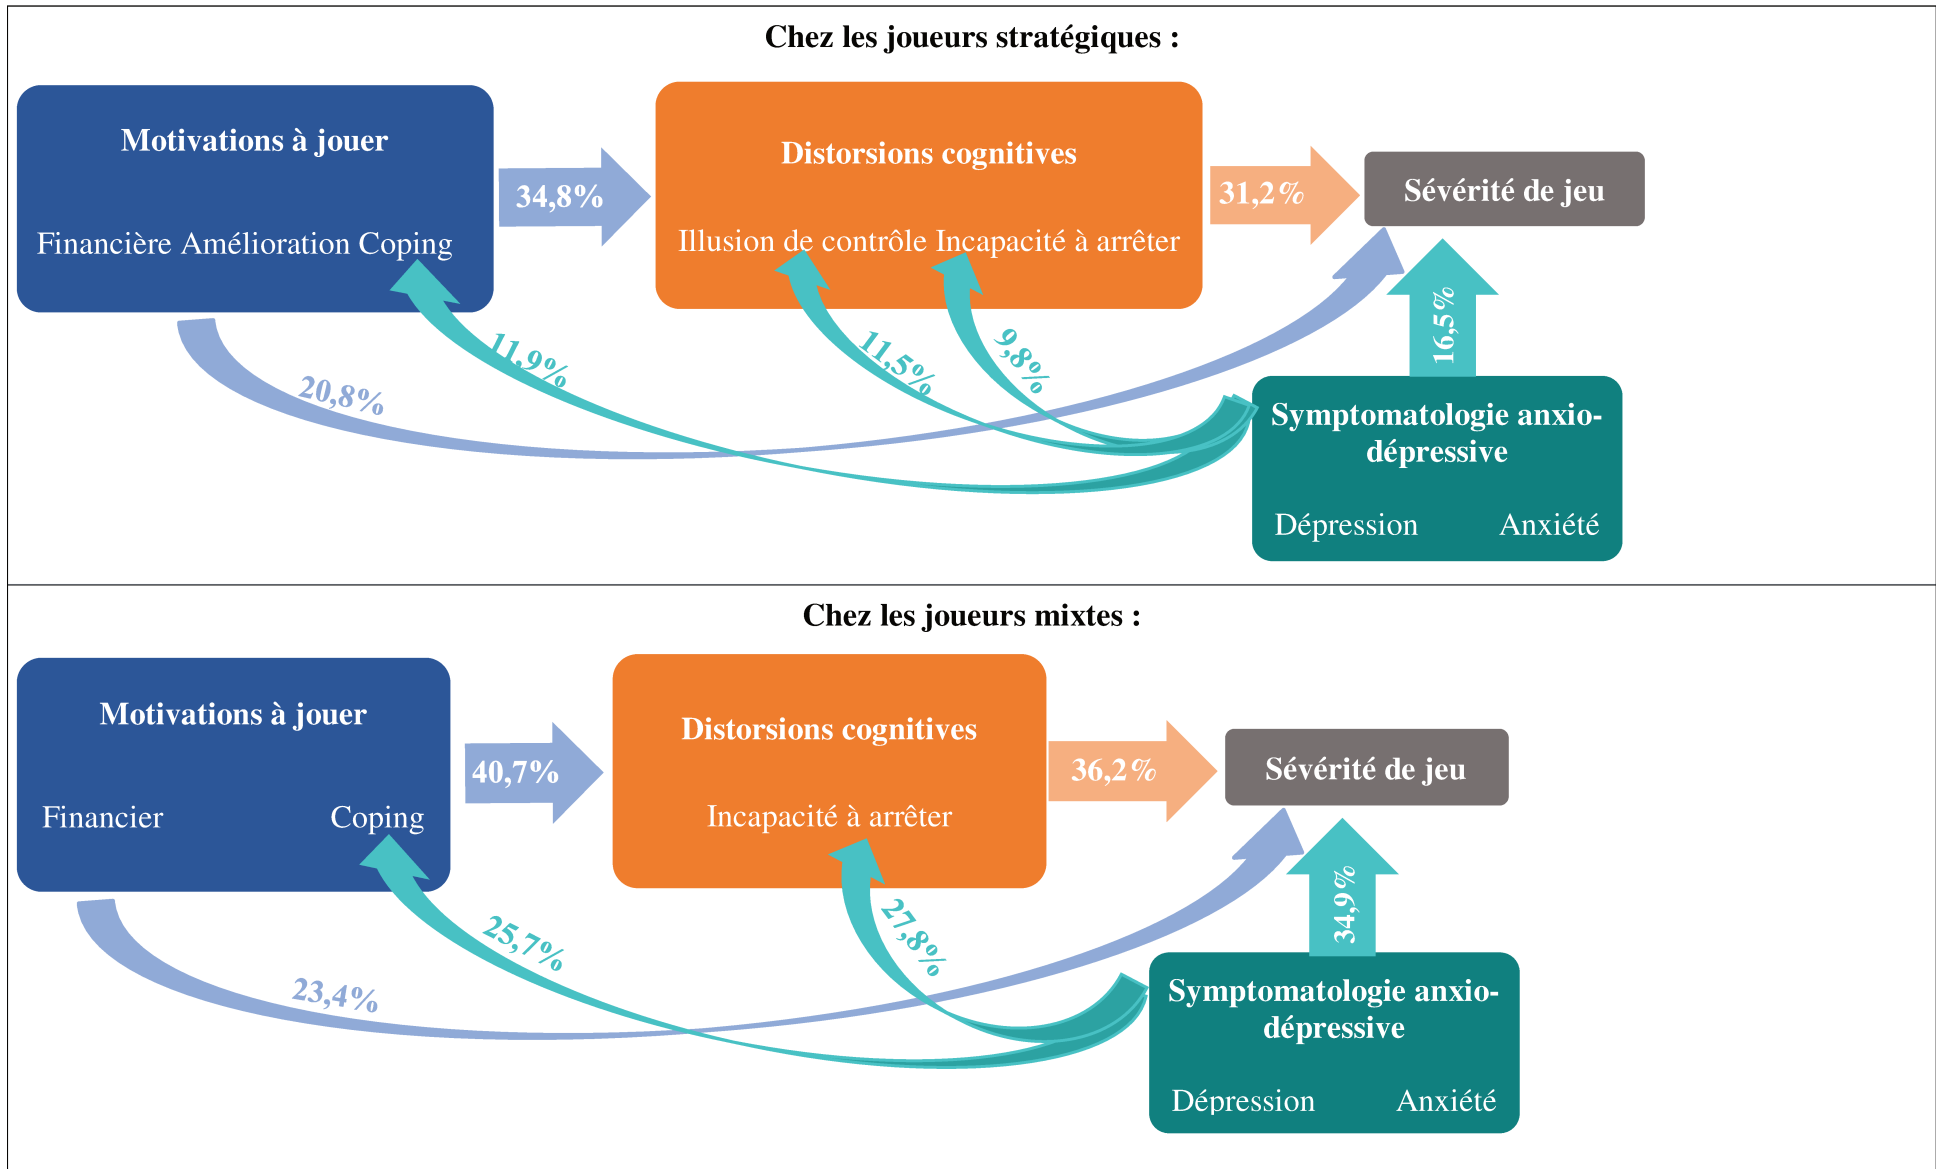 Chez les joueurs stratégiques :
Motivations à jouer
Financière Amélioration Coping
34,8%
Distorsions cognitives
Illusion de contrôle Incapacité à arrêter
31,2%
Sévérité de jeu
20,8%
11,9%
11,5%
9,8%
16,5%
Symptomatologie anxio-
dépressive
Dépression Anxiété
Chez les joueurs mixtes :
Motivations à jouer
Financier Coping
40,7%
Distorsions cognitives
Incapacité à arrêter
36,2%
Sévérité de jeu
23,4%
25,7%
27,8%
34,9%
Symptomatologie anxio-
dépressive
Dépression Anxiété